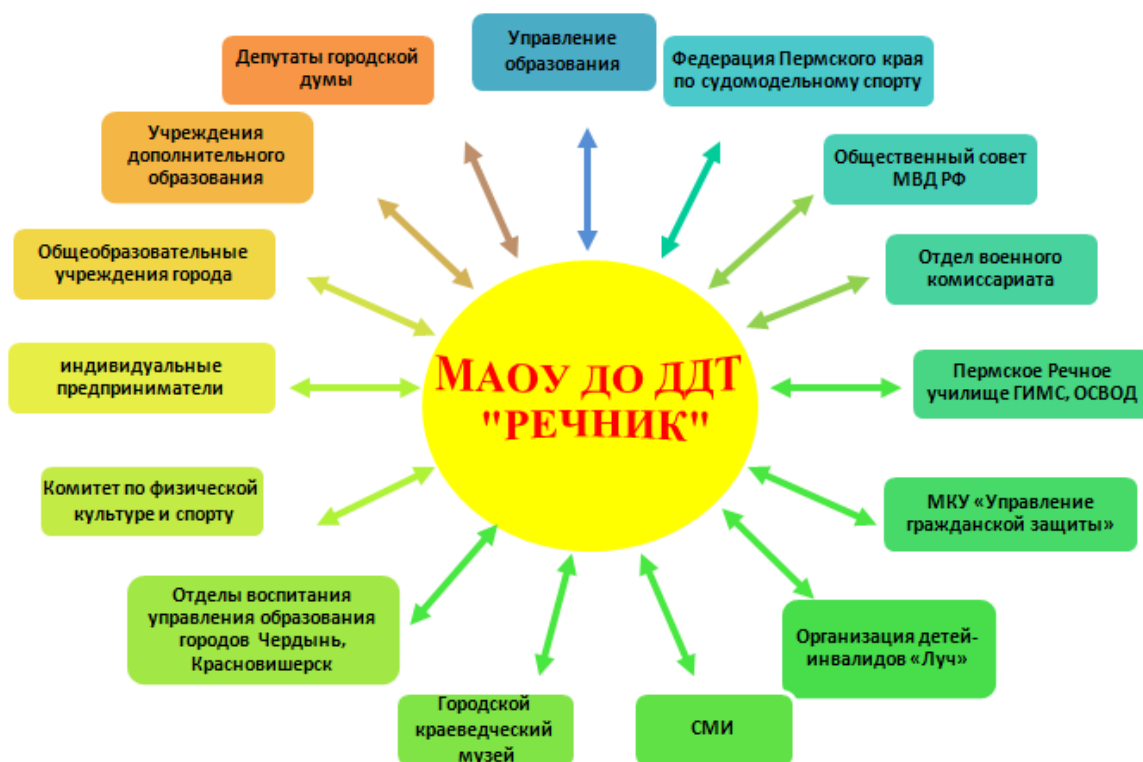 Управление
образования
Федерация Пермского края
по судомодельному спорту
Общественный совет
МВД РФ
Отдел военного
комиссариата
Пермское Речное
училище ГИМС, ОСВОД
МКУ «Управление
гражданской защиты»
Организация детей-
инвалидов «Луч»
СМИ
Городской
краеведческий
музей
Отделы воспитания
управления образования
городов Чердынь,
Красновишерск
Комитет по физической
культуре и спорту
индивидуальные
предприниматели
Общеобразовательные
учреждения города
Учреждения
дополнительного
образования
Депутаты городской
думы
МАОУ ДО ДДТ
"РЕЧНИК"